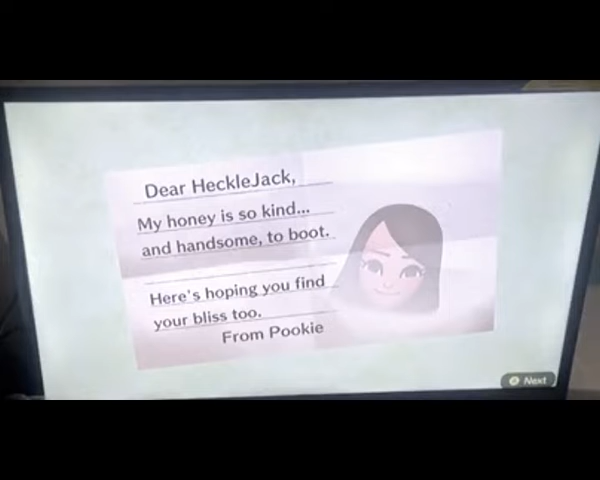 Dear HeckleJack,
My honey is so kind...
and handsome, to boot.
Here's hoping you find
your bliss too.
From Pookie
Next